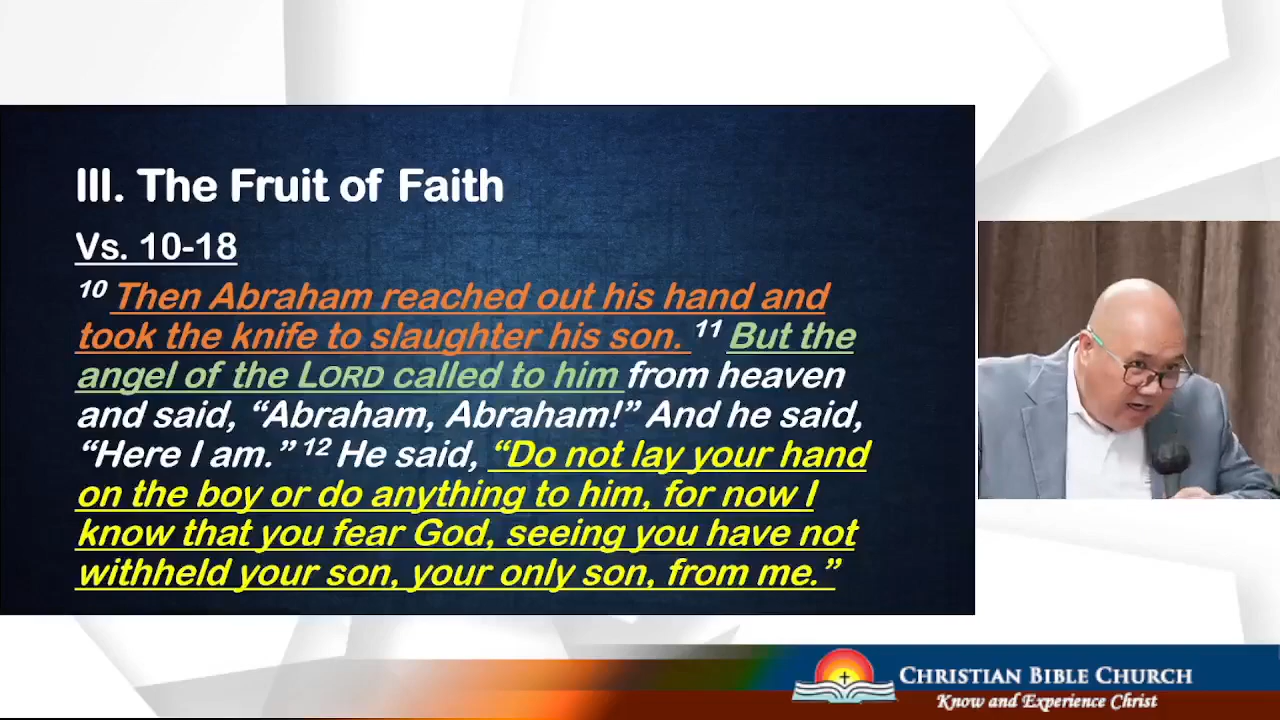 III. The Fruit of Faith
Vs. 10-18
10 Then Abraham reached out his hand and
took the knife to slaughter his son. 11 But the
angel of the LORD called to him from heaven
and said, “Abraham, Abraham!” And he said,
“Here I am.” 12 He said, “Do not lay your hand
on the boy or do anything to him, for now I
know that you fear God, seeing you have not
withheld your son, your only son, from me.”
CHRISTIAN BIBLE CHURCH
Know and Experience Christ